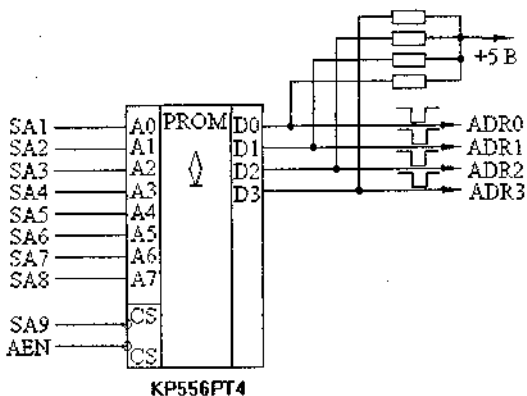 +5 В
SA1 A0 PROM D0 ADR0
SA2 A1 D1 ADR1
SA3 A2 D2 ADR2
SA4 A3 D3 ADR3
SA5 A4
SA6 A5
SA7 A6
SA8 A7
SA9 CS
AEN CS
КР556РТ4